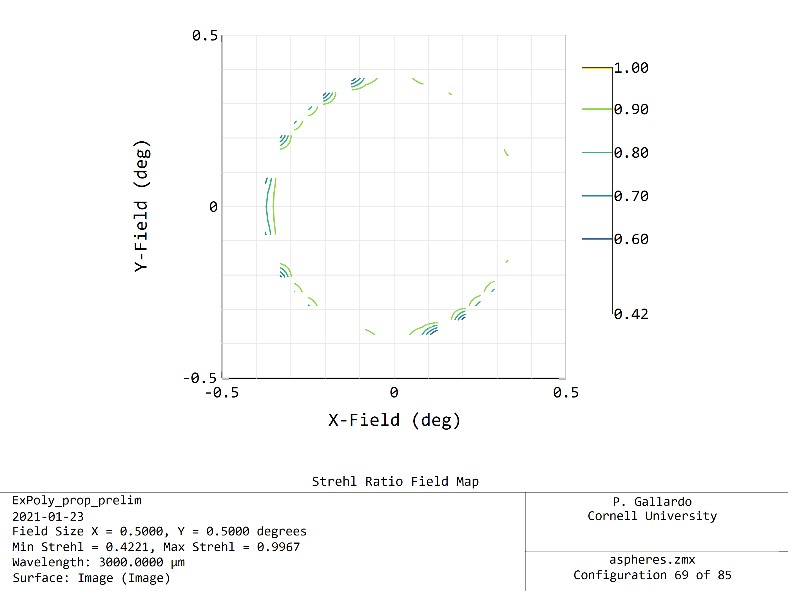 0.5
0
-0.5
-0.5
0
0.5
Y-Field (deg)
X-Field (deg)
1.00
0.90
0.80
0.70
0.60
0.42
Strehl Ratio Field Map
ExPoly_prop_prelim
2021-01-23
Field Size X = 0.5000, Y = 0.5000 degrees
Min Strehl = 0.4221, Max Strehl = 0.9967
Wavelength: 3000.0000 µm
Surface: Image (Image)
P. Gallardo
Cornell University
aspheres.zmx
Configuration 69 of 85